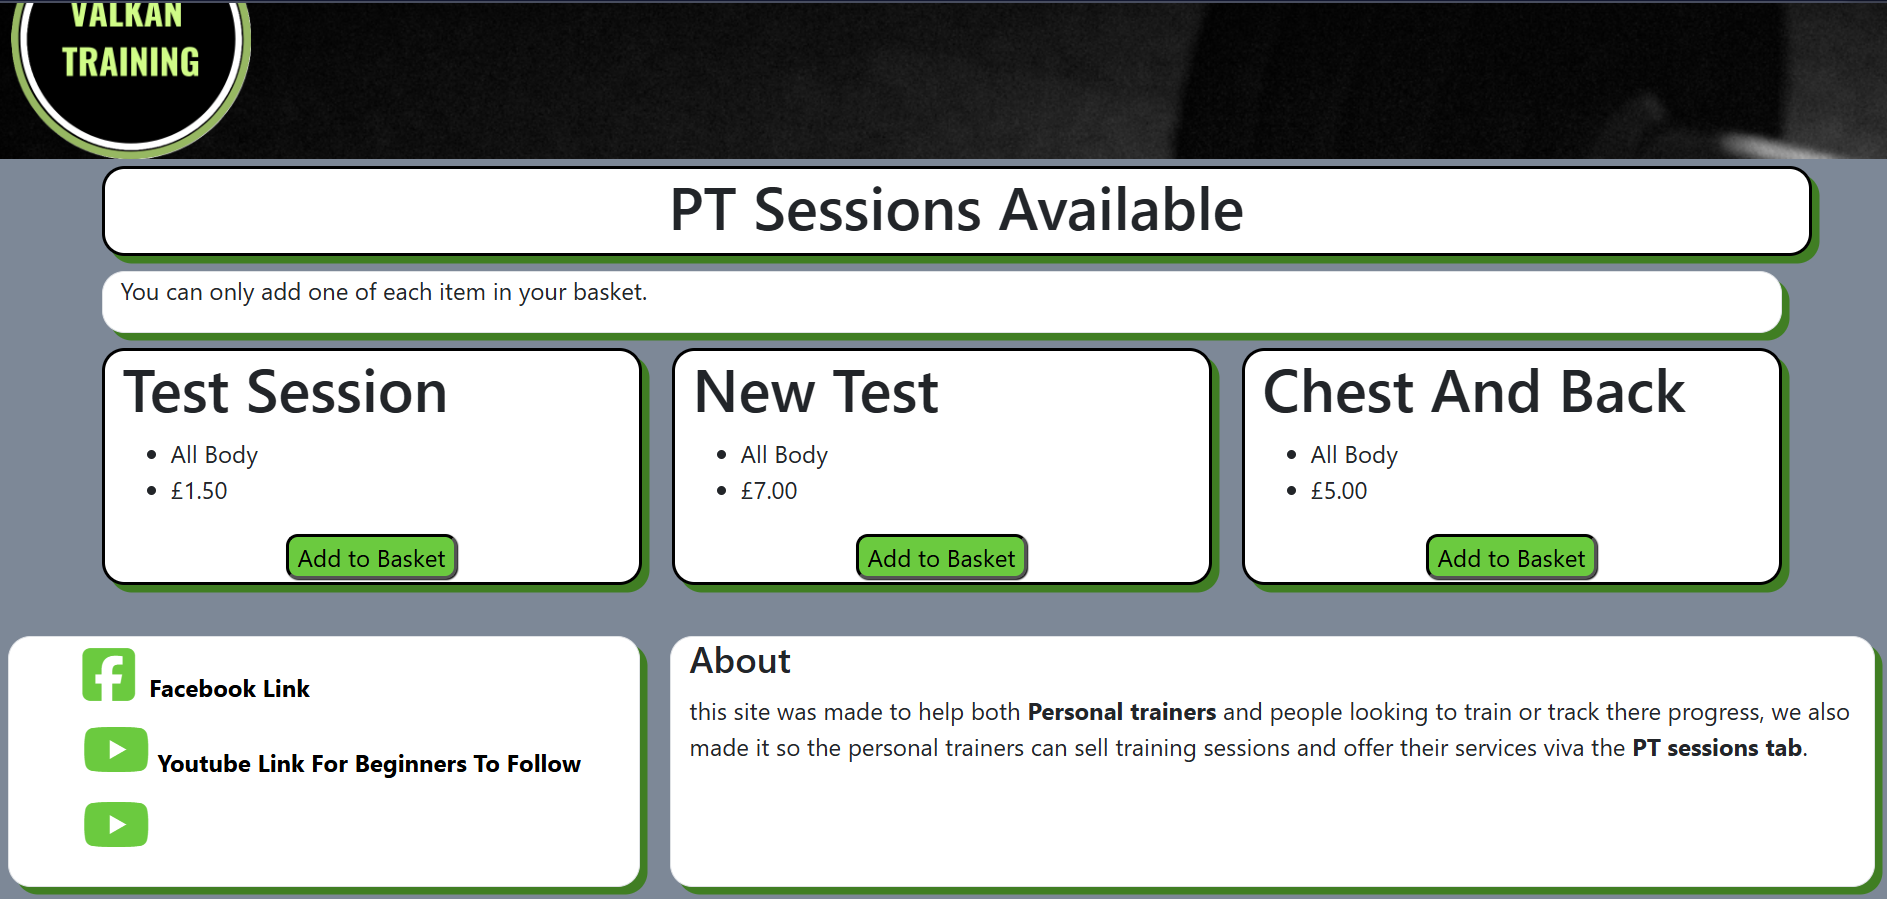 VALKAN
TRAINING
PT Sessions Available
You can only add one of each item in your basket.
Test Session
All Body
£1.50
Add to Basket
New Test
All Body
£7.00
Add to Basket
Chest And Back
All Body
£5.00
Add to Basket
Facebook Link
Youtube Link For Beginners To Follow
About
this site was made to help both Personal trainers and people looking to train or track there progress, we also
made it so the personal trainers can sell training sessions and offer their services viva the PT sessions tab.